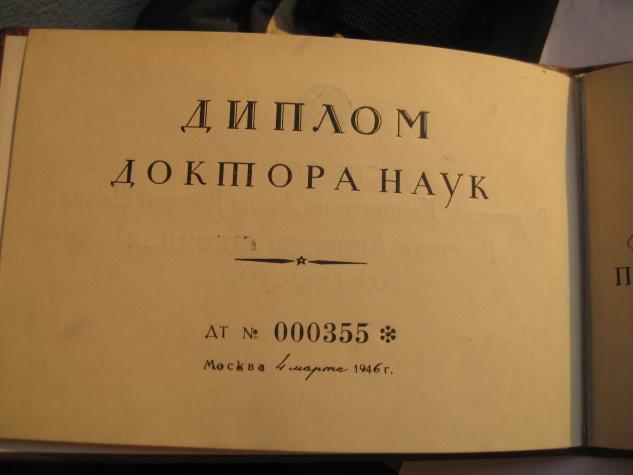 ДИПЛОМ
ДОКТОРА НАУК
ДТ № 000355
Москва 4 марта 1946 г.